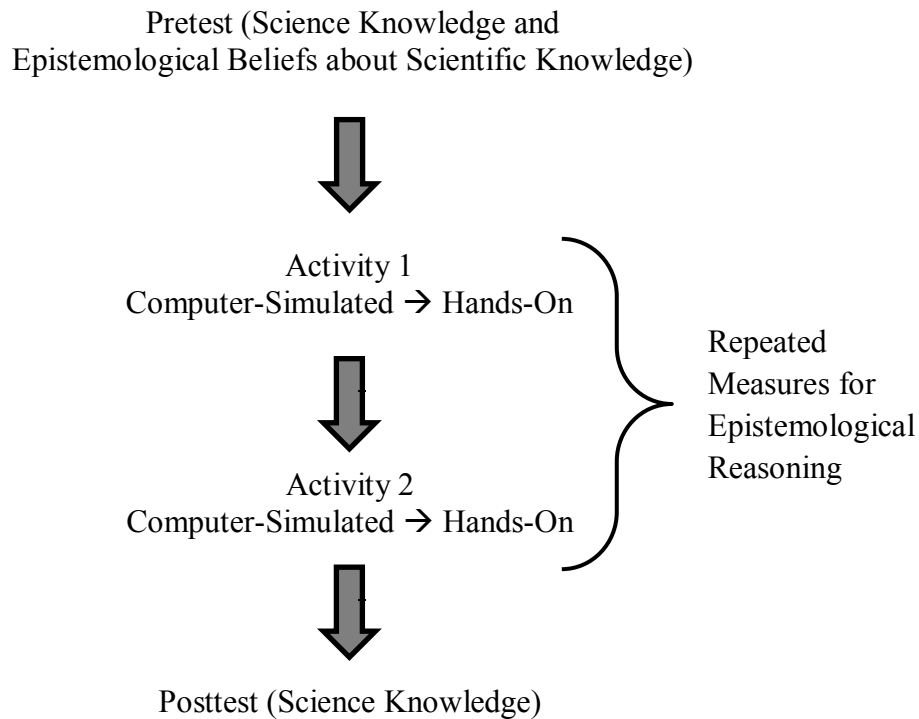 Pretest (Science Knowledge and
Epistemological Beliefs about Scientific Knowledge)
Activity 1
Computer-Simulated → Hands-On
Repeated
Measures for
Epistemological
Reasoning
Activity 2
Computer-Simulated → Hands-On
Posttest (Science Knowledge)